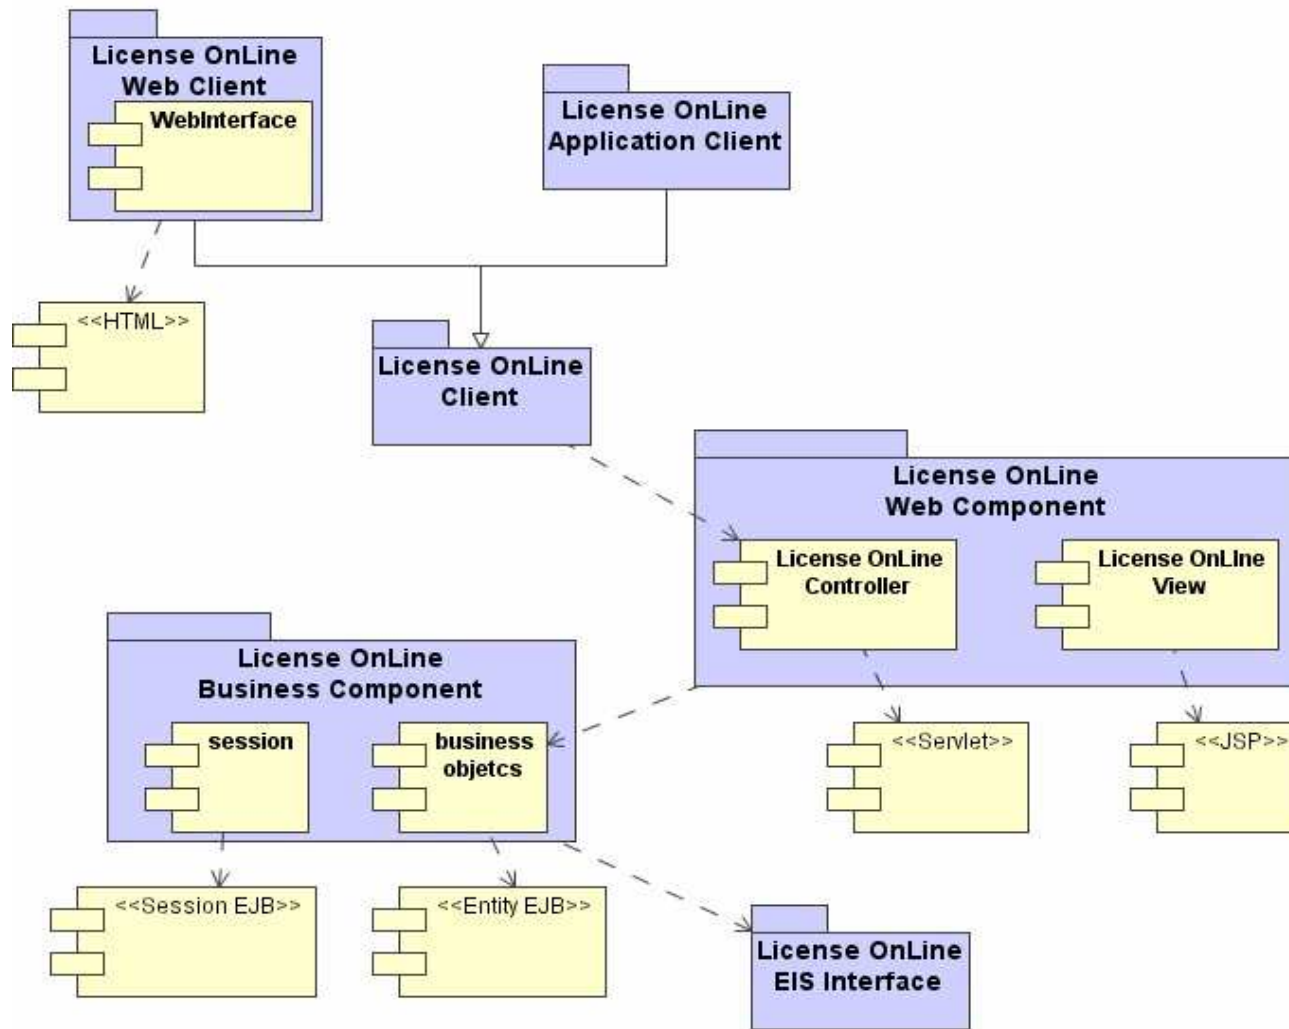 License OnLine
Web Client
WebInterface
License OnLine
Application Client
<<HTML>>
License OnLine
Client
License OnLine
Web Component
License OnLine
Controller
License OnLIne
View
License OnLine
Business Component
session
business
objetcs
<<Servlet>>
<<JSP>>
<<Session EJB>>
<<Entity EJB>>
License OnLine
EIS Interface